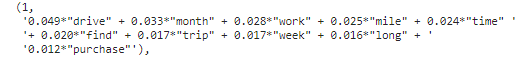 (1,
'0.049*"drive" + 0.033*"month" + 0.028*"work" + 0.025*"mile" + 0.024*"time" '
'+ 0.020*"find" + 0.017*"trip" + 0.017*"week" + 0.016*"long" + '
'0.012*"purchase"'),